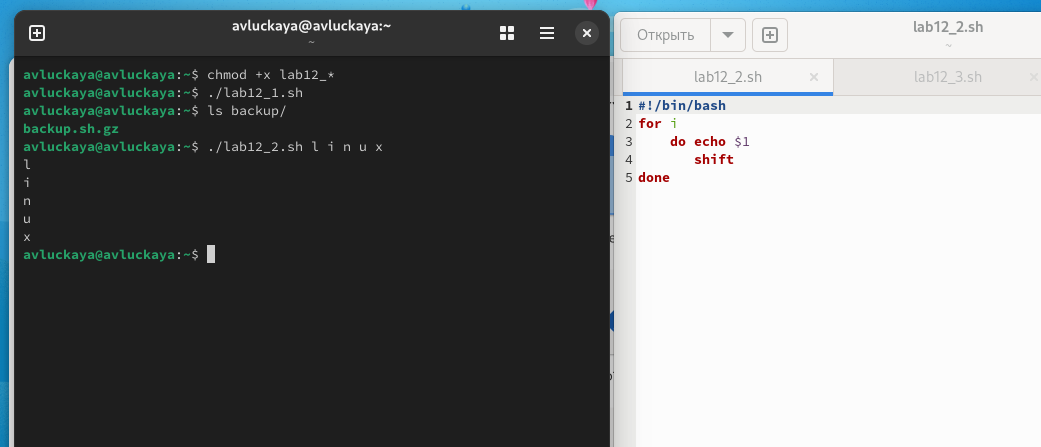 avluckaya@avluckaya:~
~
avluckaya@avluckaya:~$ chmod +x lab12_*
avluckaya@avluckaya:~$ ./lab12_1.sh
avluckaya@avluckaya:~$ ls backup/
backup.sh.gz
avluckaya@avluckaya:~$ ./lab12_2.sh l i n u x
l
i
n
u
x
avluckaya@avluckaya:~$
Открыть
lab12_2.sh
~
lab12_2.sh
lab12_3.sh
1 #!/bin/bash
2 for i
3     do echo $1
4        shift
5 done